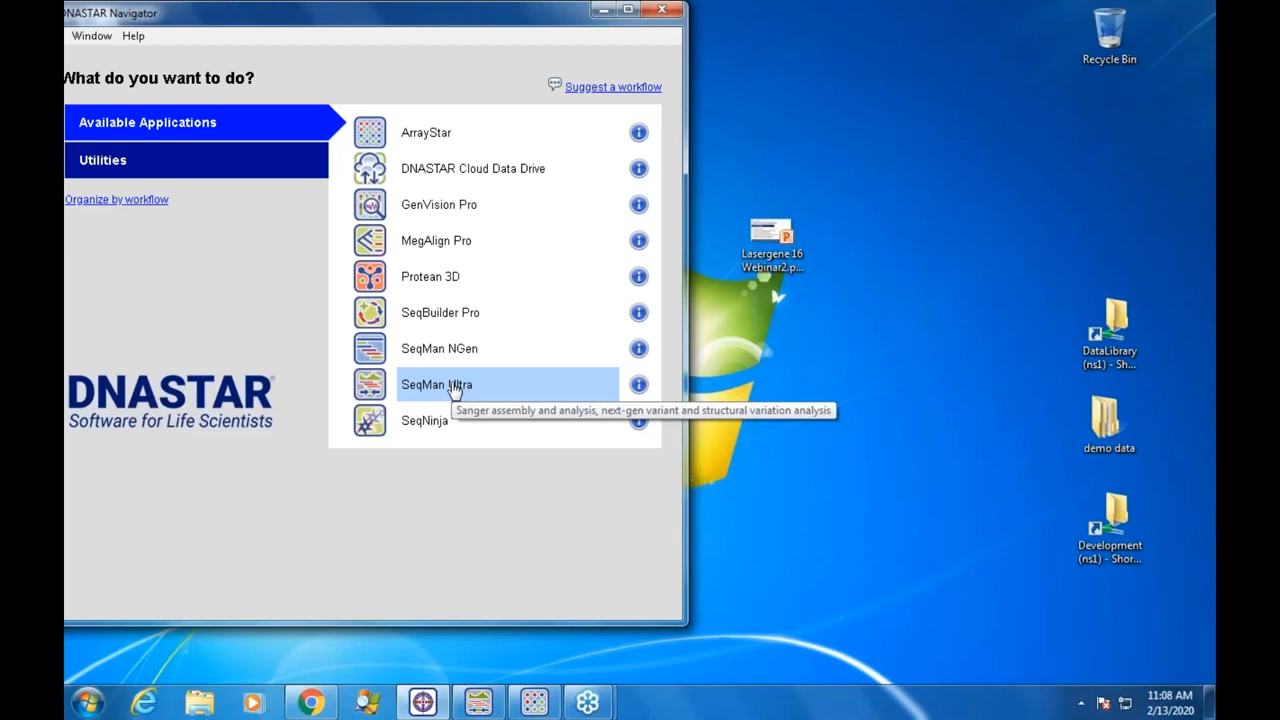 DNASTAR Navigator
Window Help
What do you want to do?
Suggest a workflow
Available Applications
Utilities
Organize by workflow
ArrayStar
DNASTAR Cloud Data Drive
GenVision Pro
MegAlign Pro
Protean 3D
SeqBuilder Pro
SeqMan NGen
SeqMan Ultra
Sanger assembly and analysis, next-gen variant and structural variation analysis
SeqNinja
DNASTAR
Software for Life Scientists
Recycle Bin
Lasergene 16
Webinar2.p...
DataLibrary
(ns1) - Sh...
demo data
Development
(ns1) - Shor...
11:08 AM
2/13/2020